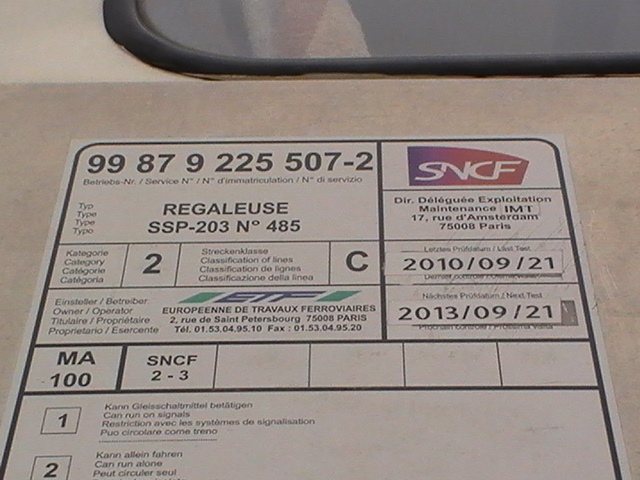 99 87 9 225 507-2
Betriebs-Nr. / Service N° / N° d'immatriculation / N° di servizio
SNCF
Typ
Type
Type
Typo
REGALEUSE
SSP-203 N° 485
Dir. Déléguée Exploitation
Maintenance IMT
17, rue d'Amsterdam
75008 Paris
Kategorie
Category
Catégorie
Categoria
2
Streckenklasse
Classification of lines
Classification de lignes
Classificazione della linea
C
Letztes Prüfdatum / Last Test
2010/09/21
Einsteller / Betreiber
Owner / Operator
Titulaire / Propriétaire
Proprietario / Esercente
ETF
EUROPEENNE DE TRAVAUX FERROVIAIRES
2, rue de Saint Petersbourg 75008 PARIS
Tél. 01.53.04.95.10 Fax : 01.53.04.95.20
Nächstes Prüfdatum / Next Test
2013/09/21
Prochain contrôle / Prossima Visita
MA
100
SNCF
2 - 3
1
Kann Gleisschaltmittel betätigen
Can run on signals
Restriction avec les systèmes de signalisation
Puo circolare come treno
2
Kann allein fahren
Can run alone
Peut circuler seul